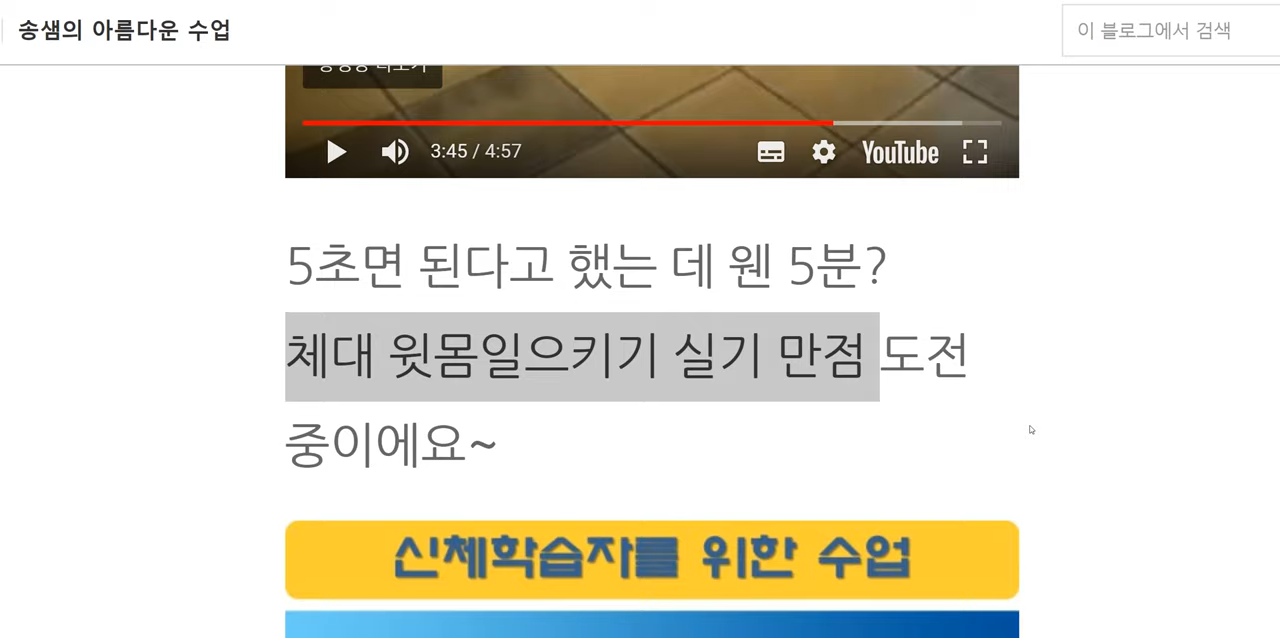 송샘의 아름다운 수업
이 블로그에서 검색
3:45 / 4:57
YouTube
5초면 된다고 했는 데 웬 5분?
체대 윗몸일으키기 실기 만점 도전
중이에요~
신체학습자를 위한 수업